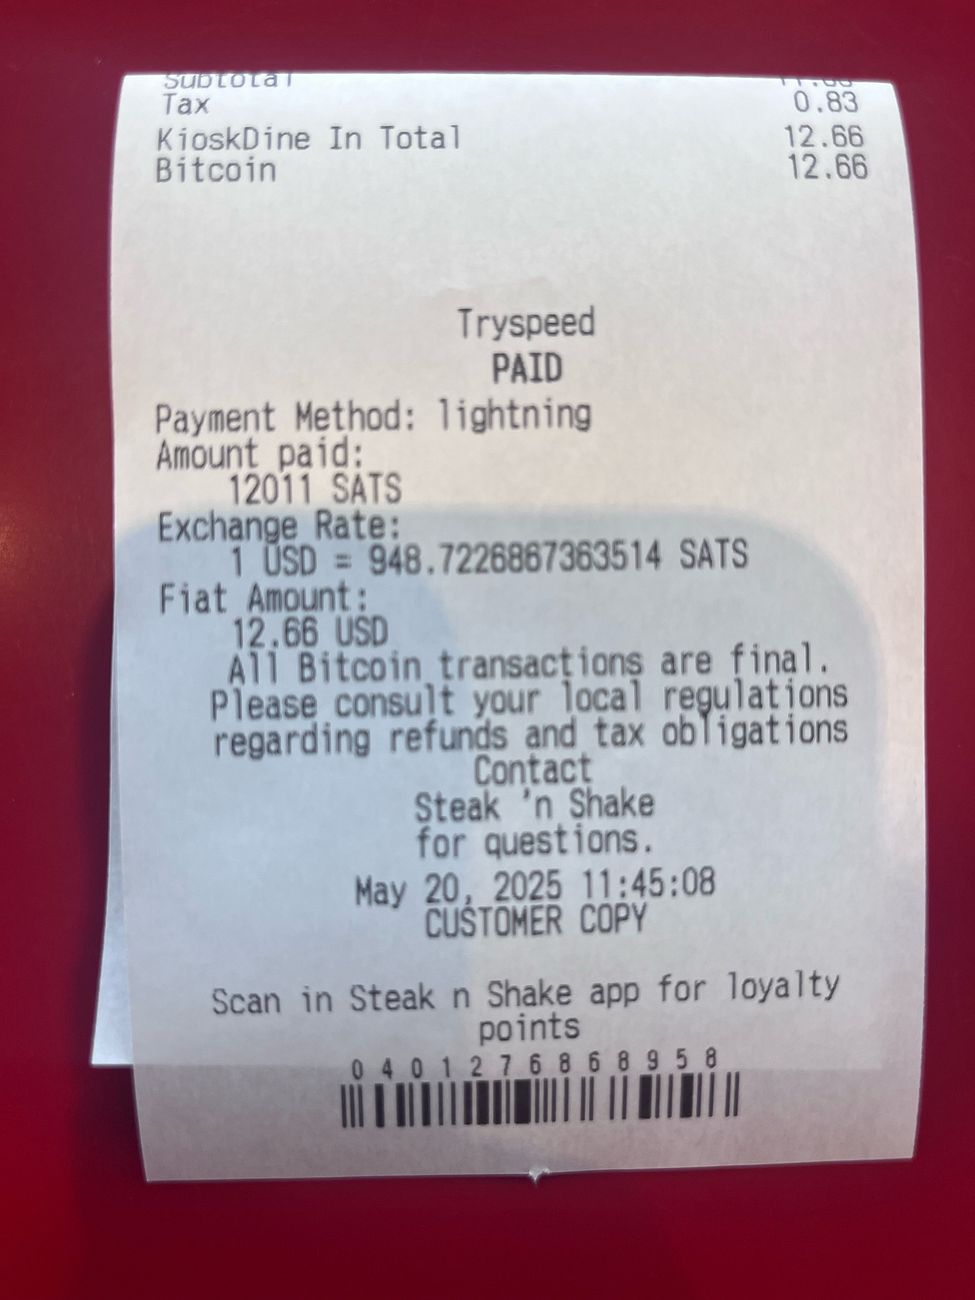 Subtotal
Tax 0.83
KioskDine In Total 12.66
Bitcoin 12.66
Tryspeed
PAID
Payment Method: lightning
Amount paid:
12011 SATS
Exchange Rate:
1 USD = 948.7226867363514 SATS
Fiat Amount:
12.66 USD
All Bitcoin transactions are final.
Please consult your local regulations
regarding refunds and tax obligations
Contact
Steak 'n Shake
for questions.
May 20, 2025 11:45:08
CUSTOMER COPY
Scan in Steak n Shake app for loyalty
points
0401276868958